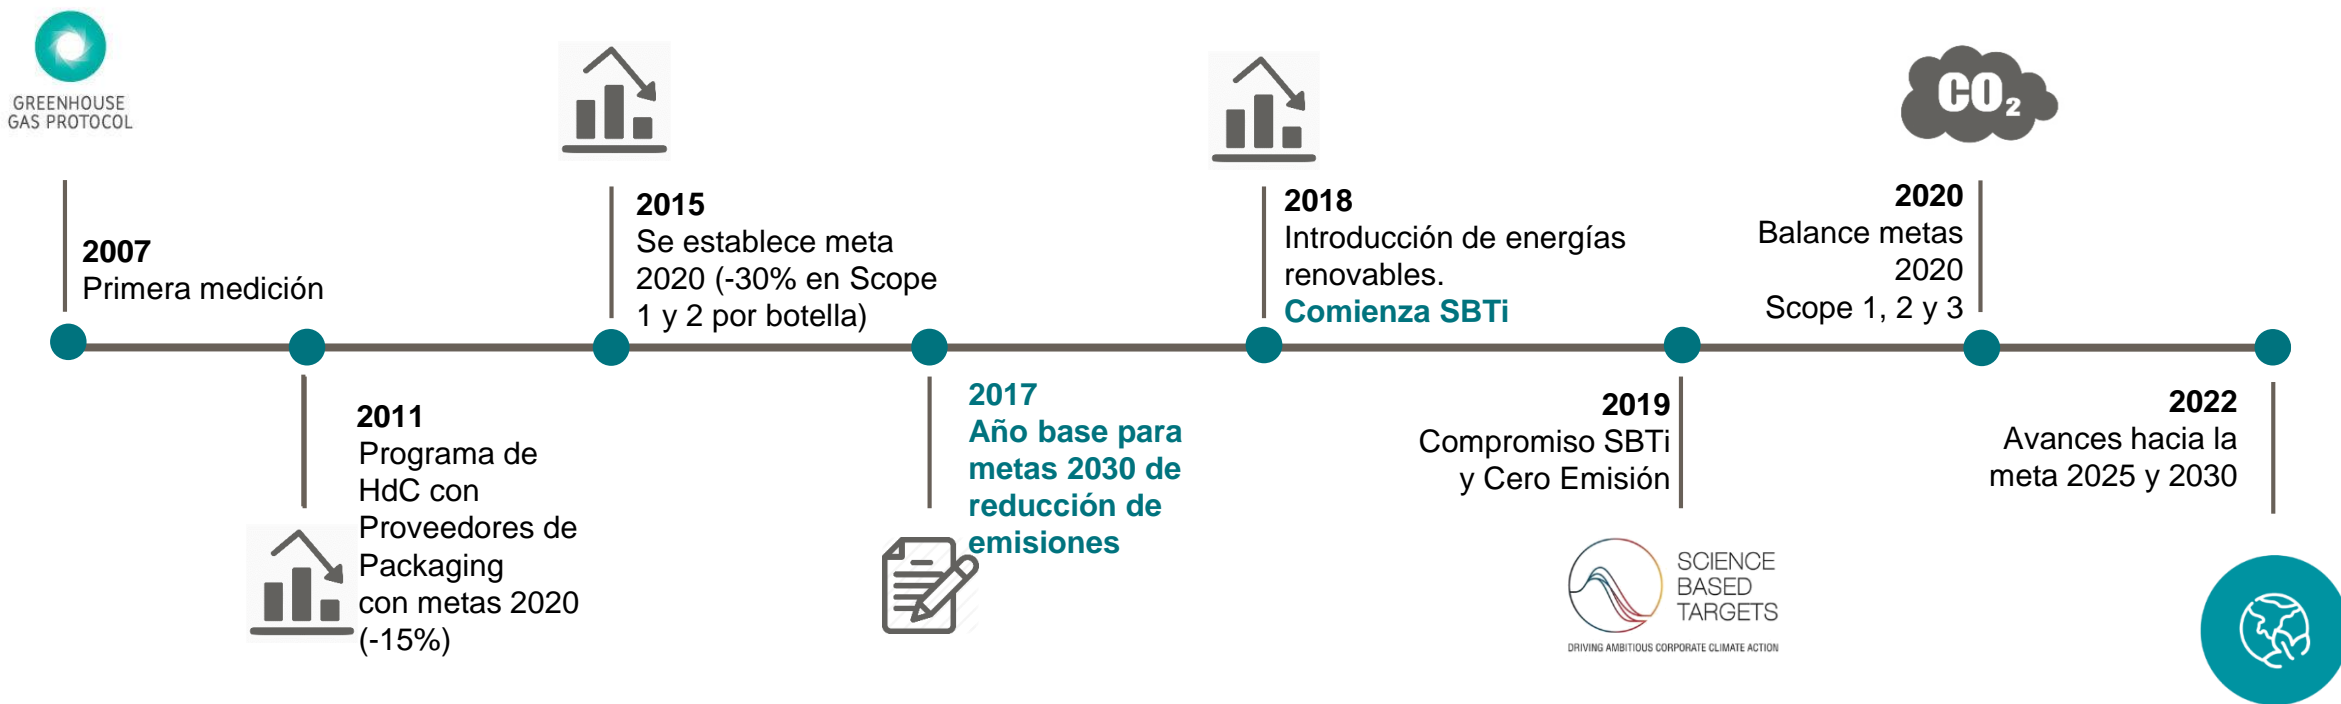 GREENHOUSE
GAS PROTOCOL
2007
Primera medición
2011
Programa de
HdC con
Proveedores de
Packaging
con metas 2020
(-15%)
2015
Se establece meta
2020 (-30% en Scope
1 y 2 por botella)
2017
Año base para
metas 2030 de
reducción de
emisiones
2018
Introducción de energías
renovables.
Comienza SBTi
2019
Compromiso SBTi
y Cero Emisión
SCIENCE
BASED
TARGETS
DRIVING AMBITIOUS CORPORATE CLIMATE ACTION
CO2
2020
Balance metas
2020
Scope 1, 2 y 3
2022
Avances hacia la
meta 2025 y 2030